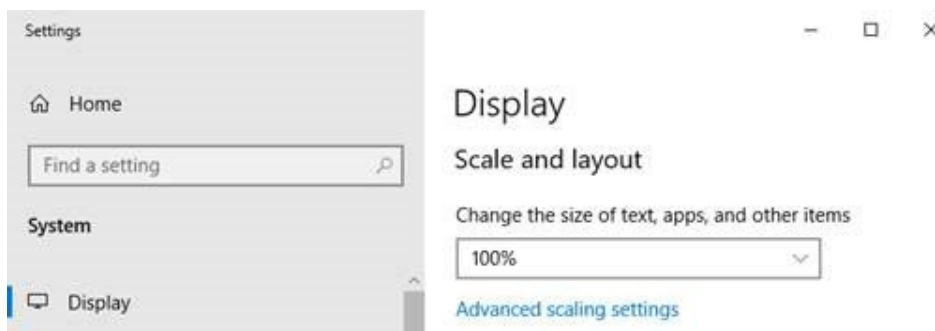 Settings
Home
Find a setting
System
Display
Display
Scale and layout
Change the size of text, apps, and other items
100%
Advanced scaling settings